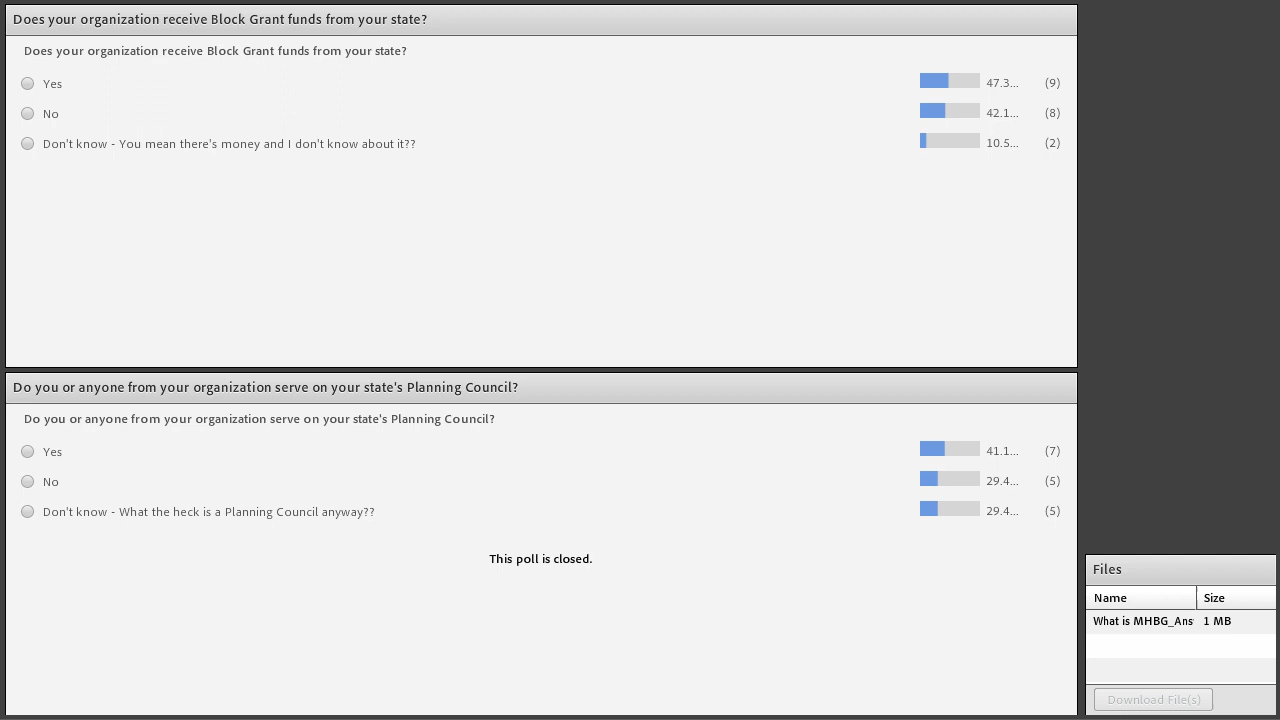 Does your organization receive Block Grant funds from your state?
Does your organization receive Block Grant funds from your state?
Yes 47.3... (9)
No 42.1... (8)
Don't know - You mean there's money and I don't know about it?? 10.5... (2)
Do you or anyone from your organization serve on your state's Planning Council?
Do you or anyone from your organization serve on your state's Planning Council?
Yes 41.1... (7)
No 29.4... (5)
Don't know - What the heck is a Planning Council anyway?? 29.4... (5)
This poll is closed.
Files
Name Size
What is MHBG_Ans 1 MB
Download File(s)